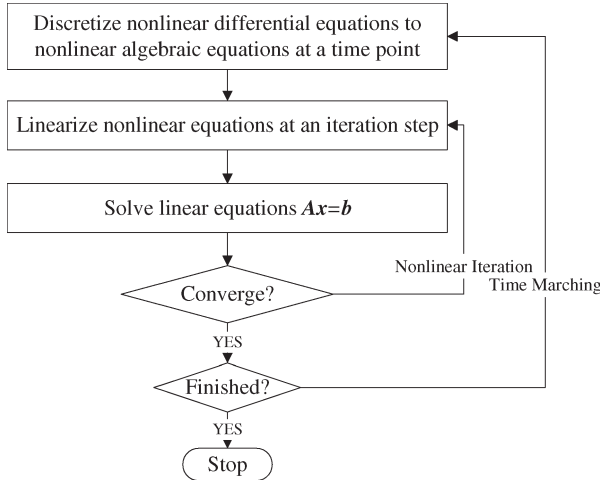 Discretize nonlinear differential equations to
nonlinear algebraic equations at a time point
Linearize nonlinear equations at an iteration step
Solve linear equations Ax=b
Nonlinear Iteration
Time Marching
Converge?
YES
Finished?
YES
Stop